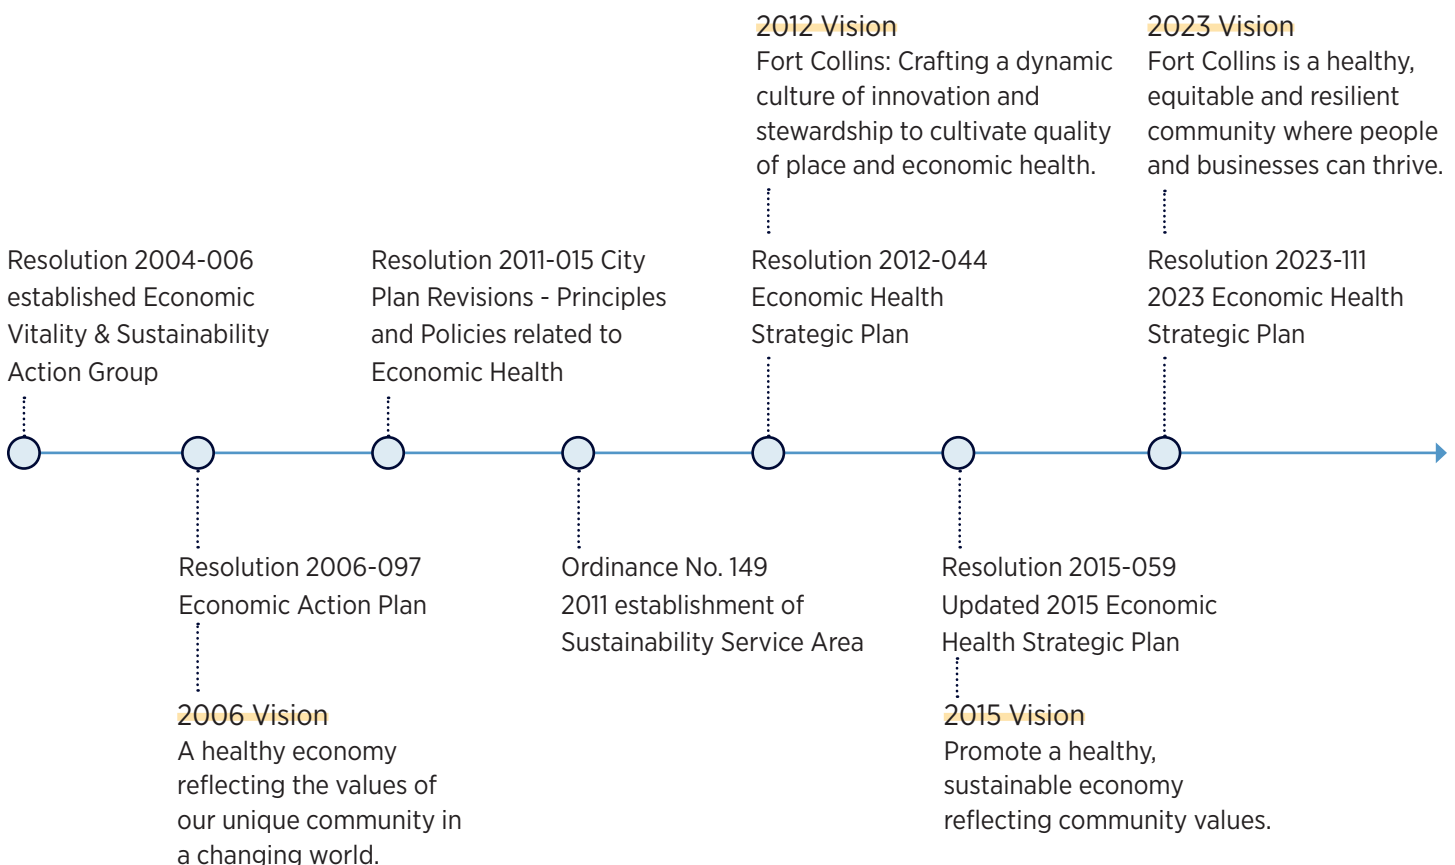 2012 Vision
Fort Collins: Crafting a dynamic
culture of innovation and
stewardship to cultivate quality
of place and economic health.
2023 Vision
Fort Collins is a healthy,
equitable and resilient
community where people
and businesses can thrive.
Resolution 2004-006
established Economic
Vitality & Sustainability
Action Group
Resolution 2011-015 City
Plan Revisions - Principles
and Policies related to
Economic Health
Resolution 2012-044
Economic Health
Strategic Plan
Resolution 2023-111
2023 Economic Health
Strategic Plan
Resolution 2006-097
Economic Action Plan
2006 Vision
A healthy economy
reflecting the values of
our unique community in
a changing world.
Ordinance No. 149
2011 establishment of
Sustainability Service Area
Resolution 2015-059
Updated 2015 Economic
Health Strategic Plan
2015 Vision
Promote a healthy,
sustainable economy
reflecting community values.